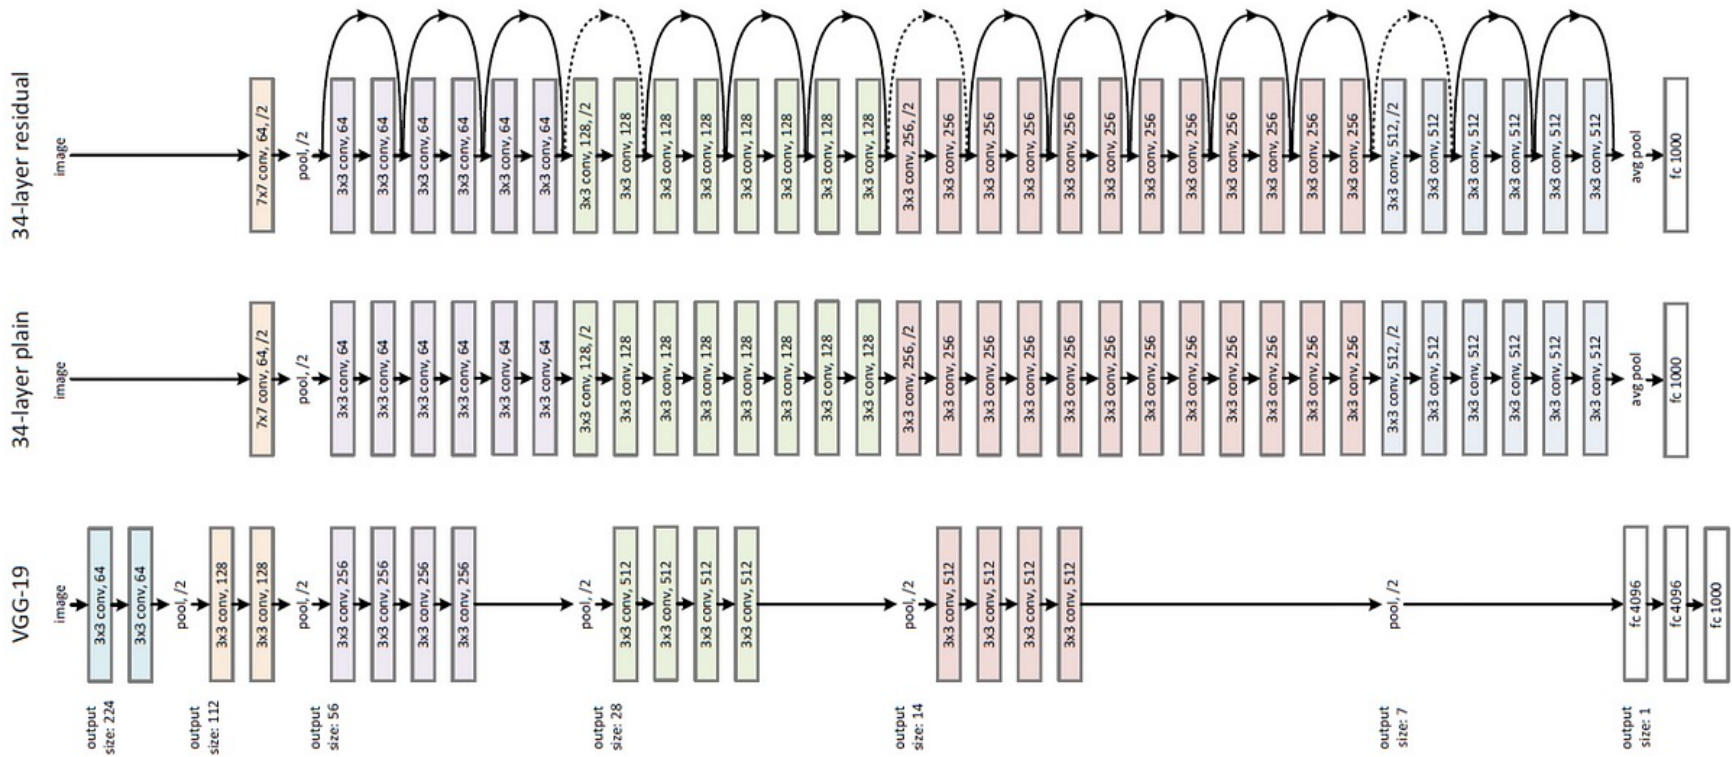 34-layer residual
image
7x7 conv, 64, /2
pool, /2
3x3 conv, 64
3x3 conv, 64
3x3 conv, 64
3x3 conv, 64
3x3 conv, 64
3x3 conv, 64
3x3 conv, 128, /2
3x3 conv, 128
3x3 conv, 128
3x3 conv, 128
3x3 conv, 128
3x3 conv, 128
3x3 conv, 128
3x3 conv, 128
3x3 conv, 256, /2
3x3 conv, 256
3x3 conv, 256
3x3 conv, 256
3x3 conv, 256
3x3 conv, 256
3x3 conv, 256
3x3 conv, 256
3x3 conv, 256
3x3 conv, 256
3x3 conv, 256
3x3 conv, 256
3x3 conv, 512, /2
3x3 conv, 512
3x3 conv, 512
3x3 conv, 512
3x3 conv, 512
3x3 conv, 512
avg pool
fc 1000
34-layer plain
image
7x7 conv, 64, /2
pool, /2
3x3 conv, 64
3x3 conv, 64
3x3 conv, 64
3x3 conv, 64
3x3 conv, 64
3x3 conv, 64
3x3 conv, 128, /2
3x3 conv, 128
3x3 conv, 128
3x3 conv, 128
3x3 conv, 128
3x3 conv, 128
3x3 conv, 128
3x3 conv, 128
3x3 conv, 256, /2
3x3 conv, 256
3x3 conv, 256
3x3 conv, 256
3x3 conv, 256
3x3 conv, 256
3x3 conv, 256
3x3 conv, 256
3x3 conv, 256
3x3 conv, 256
3x3 conv, 256
3x3 conv, 256
3x3 conv, 512, /2
3x3 conv, 512
3x3 conv, 512
3x3 conv, 512
3x3 conv, 512
3x3 conv, 512
avg pool
fc 1000
VGG-19
image
3x3 conv, 64
3x3 conv, 64
pool, /2
3x3 conv, 128
3x3 conv, 128
pool, /2
3x3 conv, 256
3x3 conv, 256
3x3 conv, 256
3x3 conv, 256
pool, /2
3x3 conv, 512
3x3 conv, 512
3x3 conv, 512
3x3 conv, 512
pool, /2
3x3 conv, 512
3x3 conv, 512
3x3 conv, 512
3x3 conv, 512
pool, /2
fc 4096
fc 4096
fc 1000
output
size: 224
output
size: 112
output
size: 56
output
size: 28
output
size: 14
output
size: 7
output
size: 1